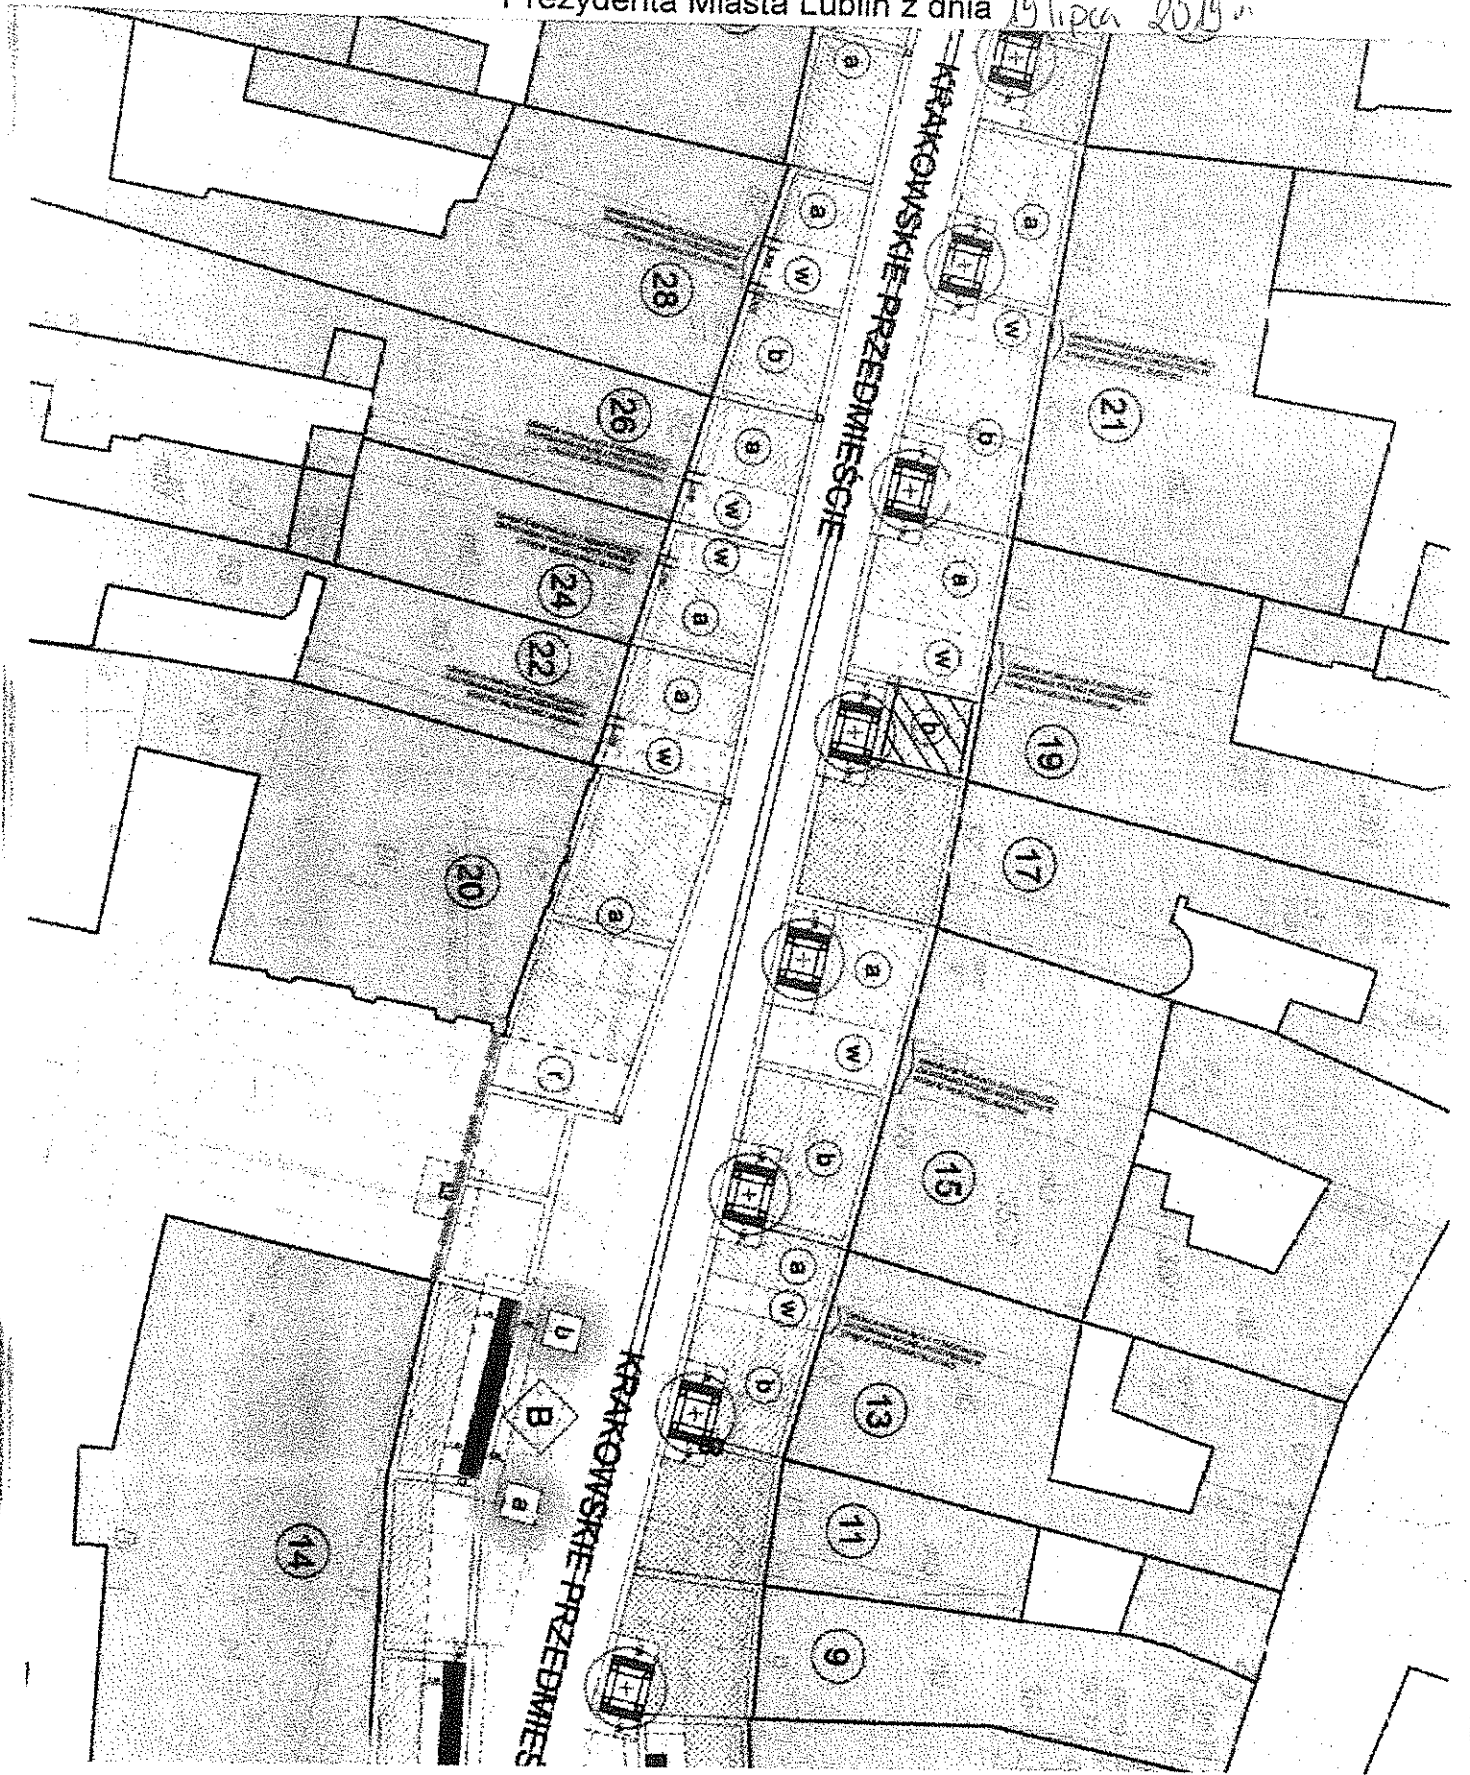 Prezydenta Miasta Lublin z dnia 19 lipca 2019 r.
KRAKOWSKIE PRZEDMIEŚCIE
a
a
w
b
a
w
w
a
a
w
a
r
28
26
24
22
20
14
a
w
b
a
w
b
a
w
b
a
w
b
21
19
17
15
13
11
9
b
B
a
KRAKOWSKIE PRZEDMIEŚ